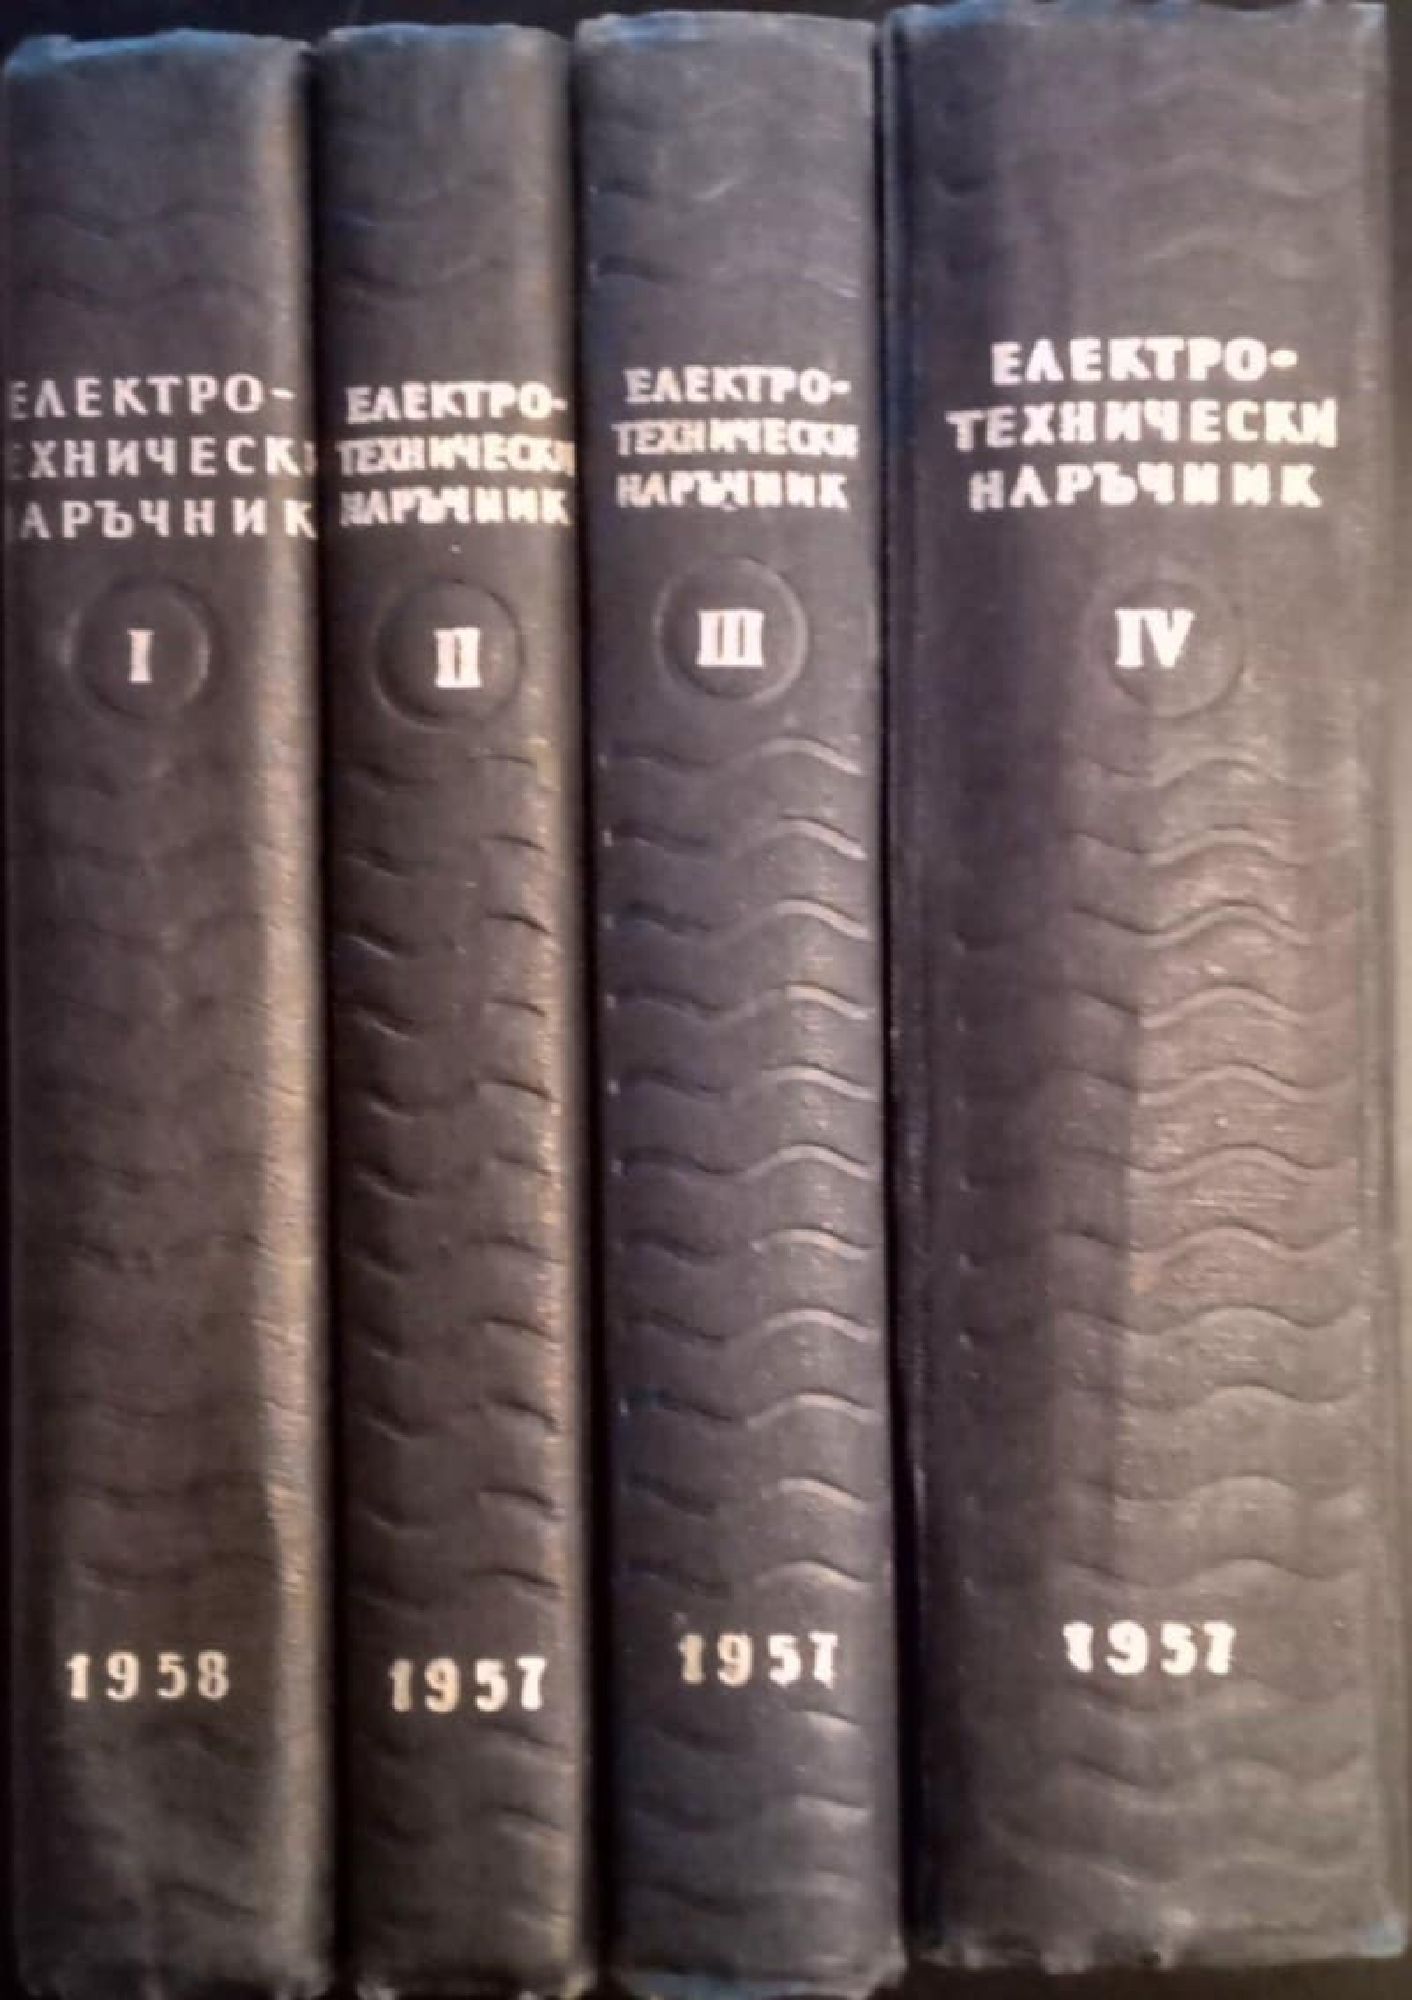 ЕЛЕКТРО-
ТЕХНИЧЕСКИ
НАРЪЧНИК
I
1958
ЕЛЕКТРО-
ТЕХНИЧЕСКИ
НАРЪЧНИК
II
1957
ЕЛЕКТРО-
ТЕХНИЧЕСКИ
НАРЪЧНИК
III
1957
ЕЛЕКТРО-
ТЕХНИЧЕСКИ
НАРЪЧНИК
IV
1957